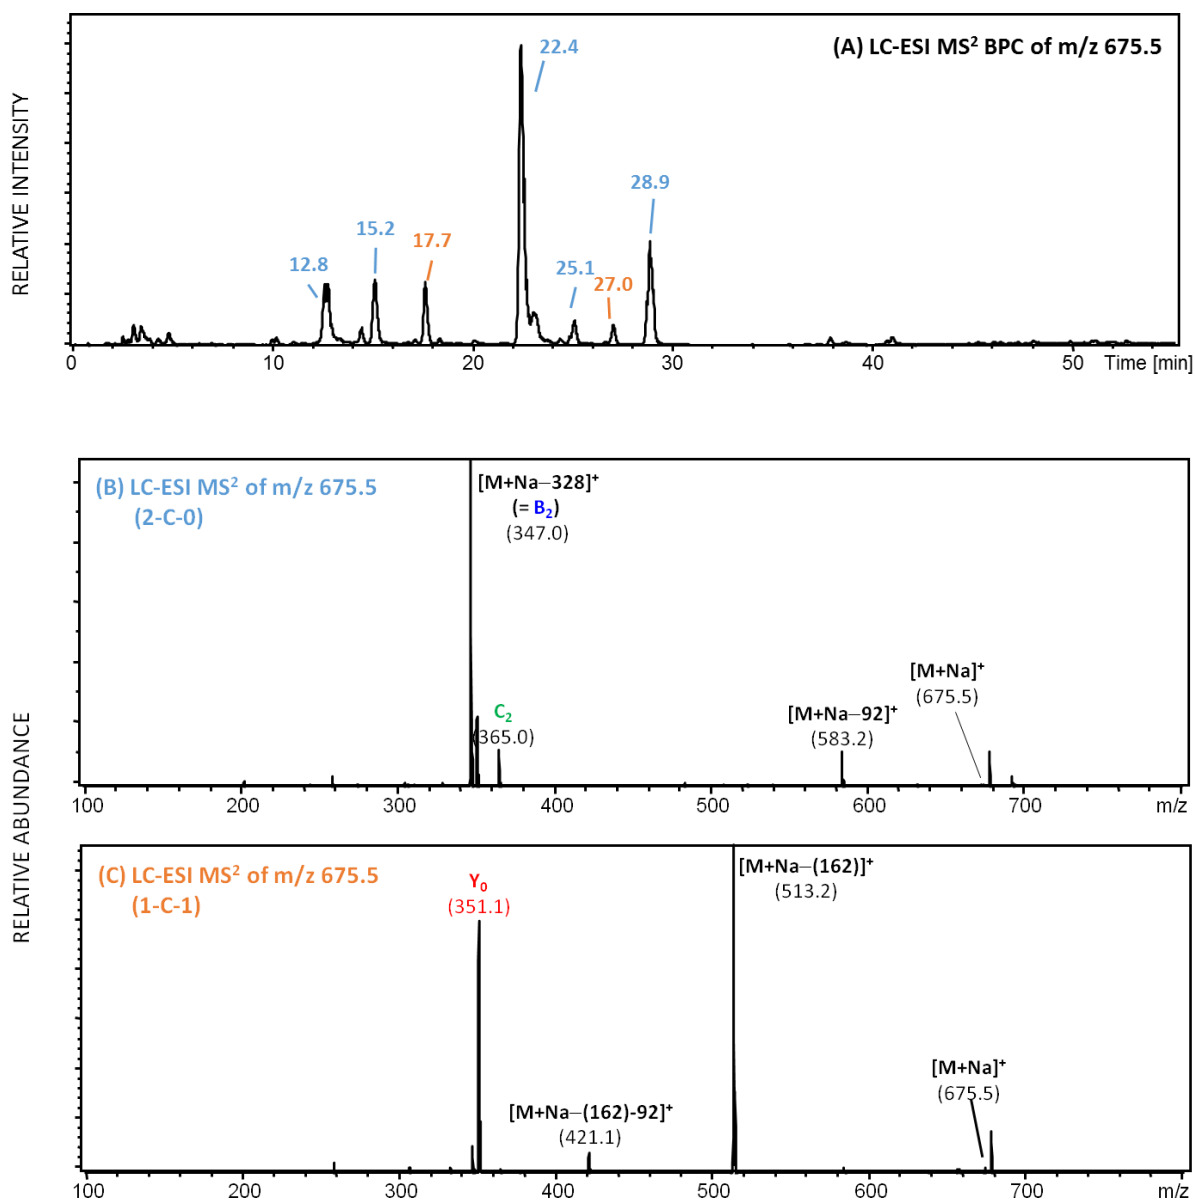 (A) LC-ESI MS² BPC of m/z 675.5
RELATIVE INTENSITY
22.4
28.9
15.2
17.7
12.8
25.1
27.0
0 10 20 30 40 50 Time [min]
RELATIVE ABUNDANCE
(B) LC-ESI MS² of m/z 675.5
(2-C-0)
[M+Na−328]⁺
(= B₂)
(347.0)
C₂
(365.0)
[M+Na−92]⁺
(583.2)
[M+Na]⁺
(675.5)
100 200 300 400 500 600 700 m/z
(C) LC-ESI MS² of m/z 675.5
(1-C-1)
Y₀
(351.1)
[M+Na−(162)]⁺
(513.2)
[M+Na−(162)-92]⁺
(421.1)
[M+Na]⁺
(675.5)
100 200 300 400 500 600 700 m/z